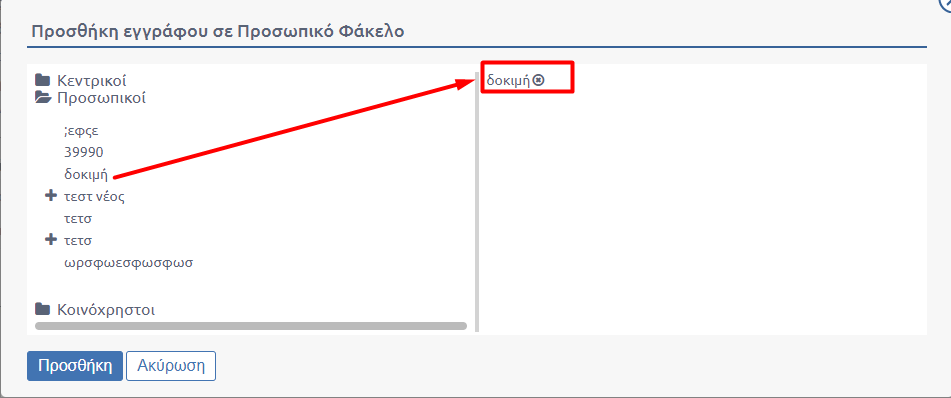 Προσθήκη εγγράφου σε Προσωπικό Φάκελο
Κεντρικοί
Προσωπικοί
;εφςε
39990
δοκιμή
τεστ νέος
τετσ
τετσ
ωρσφωεσφωσφωσ
Κοινόχρηστοι
δοκιμή
Προσθήκη
Ακύρωση